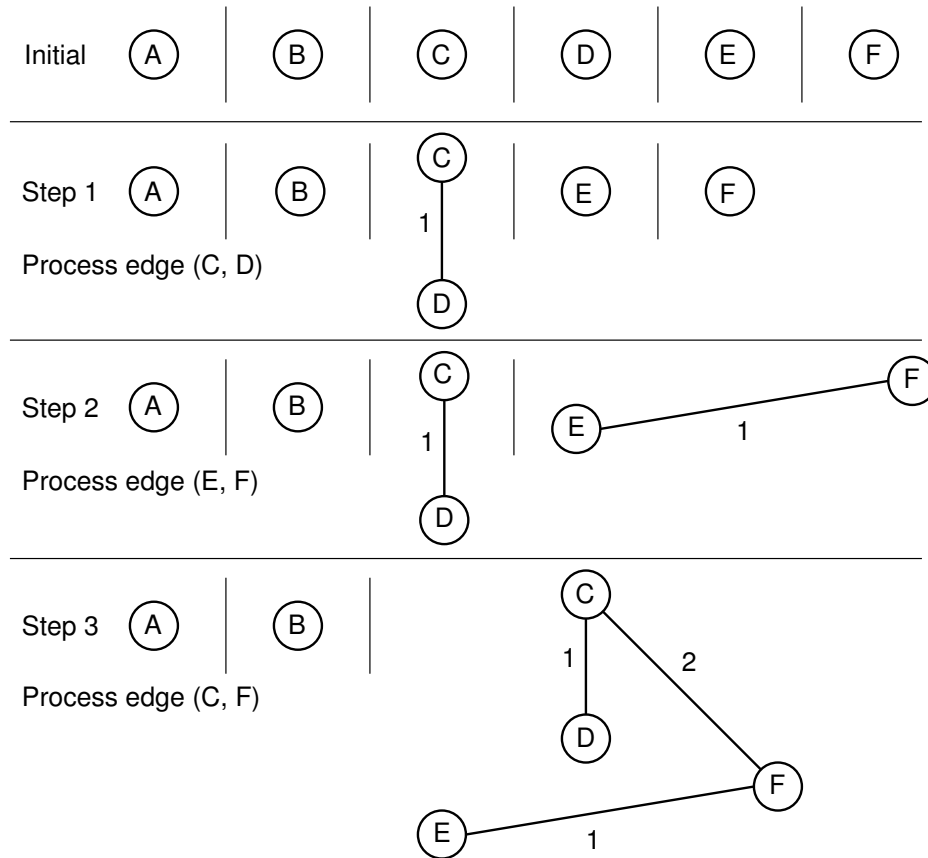 Initial A B C D E F
C
Step 1 A B E F
1
Process edge (C, D)
D
C F
Step 2 A B E
1 1
Process edge (E, F)
D
C
Step 3 A B
1 2
Process edge (C, F)
D
F
E
1